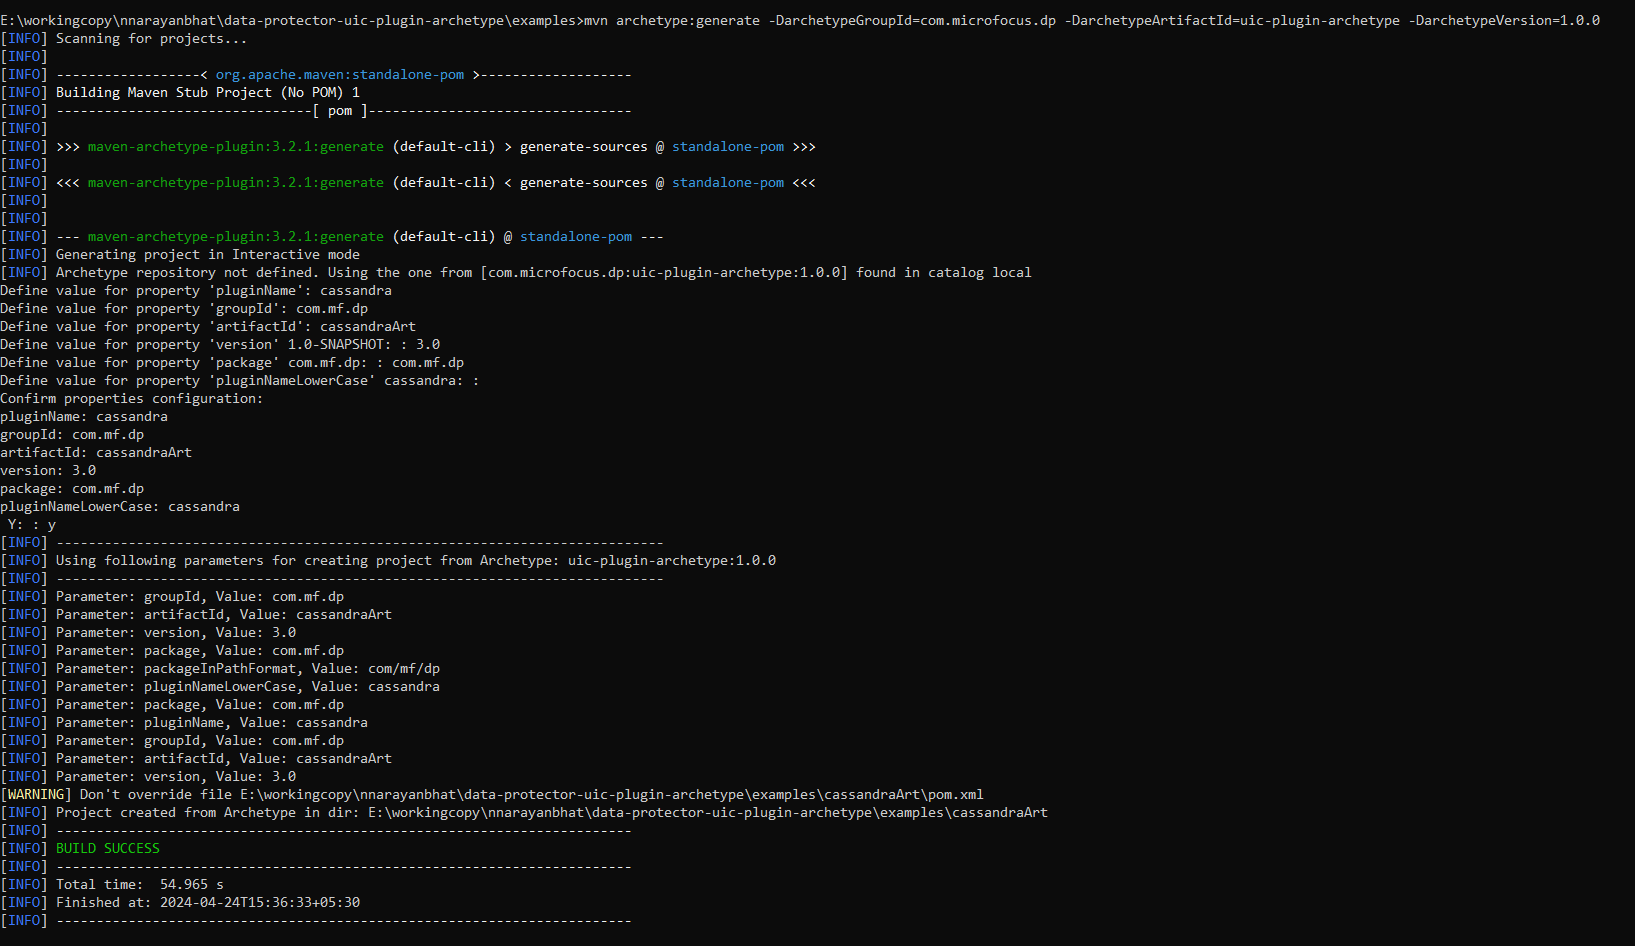 E:\workingcopy\nnarayanbhat\data-protector-uic-plugin-archetype\examples>mvn archetype:generate -DarchetypeGroupId=com.microfocus.dp -DarchetypeArtifactId=uic-plugin-archetype -DarchetypeVersion=1.0.0
[INFO] Scanning for projects...
[INFO]
[INFO] ------------------< org.apache.maven:standalone-pom >-------------------
[INFO] Building Maven Stub Project (No POM) 1
[INFO] --------------------------------[ pom ]---------------------------------
[INFO]
[INFO] >>> maven-archetype-plugin:3.2.1:generate (default-cli) > generate-sources @ standalone-pom >>>
[INFO]
[INFO] <<< maven-archetype-plugin:3.2.1:generate (default-cli) < generate-sources @ standalone-pom <<<
[INFO]
[INFO]
[INFO] --- maven-archetype-plugin:3.2.1:generate (default-cli) @ standalone-pom ---
[INFO] Generating project in Interactive mode
[INFO] Archetype repository not defined. Using the one from [com.microfocus.dp:uic-plugin-archetype:1.0.0] found in catalog local
Define value for property 'pluginName': cassandra
Define value for property 'groupId': com.mf.dp
Define value for property 'artifactId': cassandraArt
Define value for property 'version' 1.0-SNAPSHOT: : 3.0
Define value for property 'package' com.mf.dp: : com.mf.dp
Define value for property 'pluginNameLowerCase' cassandra: :
Confirm properties configuration:
pluginName: cassandra
groupId: com.mf.dp
artifactId: cassandraArt
version: 3.0
package: com.mf.dp
pluginNameLowerCase: cassandra
 Y: : y
[INFO] ----------------------------------------------------------------------------
[INFO] Using following parameters for creating project from Archetype: uic-plugin-archetype:1.0.0
[INFO] ----------------------------------------------------------------------------
[INFO] Parameter: groupId, Value: com.mf.dp
[INFO] Parameter: artifactId, Value: cassandraArt
[INFO] Parameter: version, Value: 3.0
[INFO] Parameter: package, Value: com.mf.dp
[INFO] Parameter: packageInPathFormat, Value: com/mf/dp
[INFO] Parameter: pluginNameLowerCase, Value: cassandra
[INFO] Parameter: package, Value: com.mf.dp
[INFO] Parameter: pluginName, Value: cassandra
[INFO] Parameter: groupId, Value: com.mf.dp
[INFO] Parameter: artifactId, Value: cassandraArt
[INFO] Parameter: version, Value: 3.0
[WARNING] Don't override file E:\workingcopy\nnarayanbhat\data-protector-uic-plugin-archetype\examples\cassandraArt\pom.xml
[INFO] Project created from Archetype in dir: E:\workingcopy\nnarayanbhat\data-protector-uic-plugin-archetype\examples\cassandraArt
[INFO] ------------------------------------------------------------------------
[INFO] BUILD SUCCESS
[INFO] ------------------------------------------------------------------------
[INFO] Total time:  54.965 s
[INFO] Finished at: 2024-04-24T15:36:33+05:30
[INFO] ------------------------------------------------------------------------